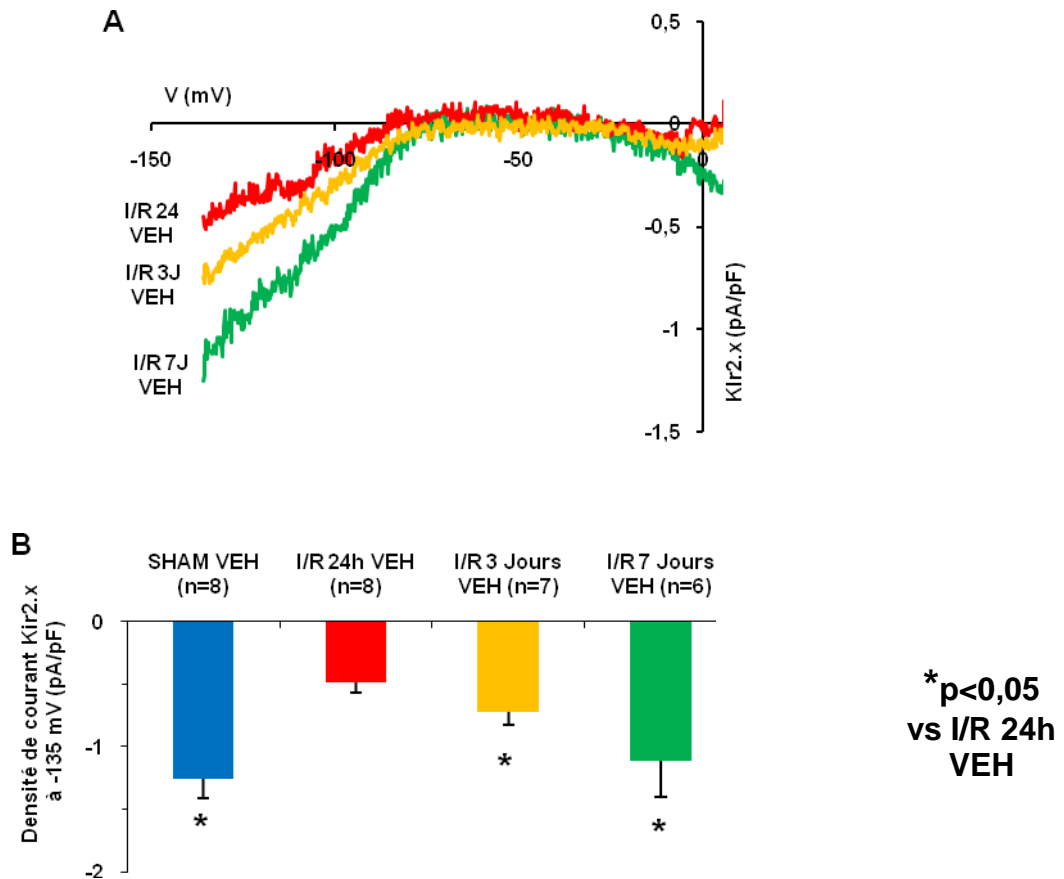 A
0,5
V (mV)
0
-150
-100
-50
0
I/R 24
VEH
I/R 3J
VEH
I/R 7J
VEH
-0,5
-1
-1,5
KIr2.x (pA/pF)
B
SHAM VEH
(n=8)
I/R 24h VEH
(n=8)
I/R 3 Jours
VEH (n=7)
I/R 7 Jours
VEH (n=6)
0
-1
-2
Densité de courant Kir2.x
à -135 mV (pA/pF)
*
*
*
*p<0,05
vs I/R 24h
VEH